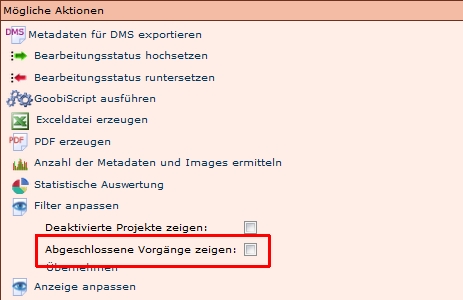 Mögliche Aktionen
DMS Metadaten für DMS exportieren
Bearbeitungsstatus hochsetzen
Bearbeitungsstatus runtersetzen
GoobiScript ausführen
Exceldatei erzeugen
PDF PDF erzeugen
Anzahl der Metadaten und Images ermitteln
Statistische Auswertung
Filter anpassen
Deaktivierte Projekte zeigen:
Abgeschlossene Vorgänge zeigen:
Übernehmen
Anzeige anpassen